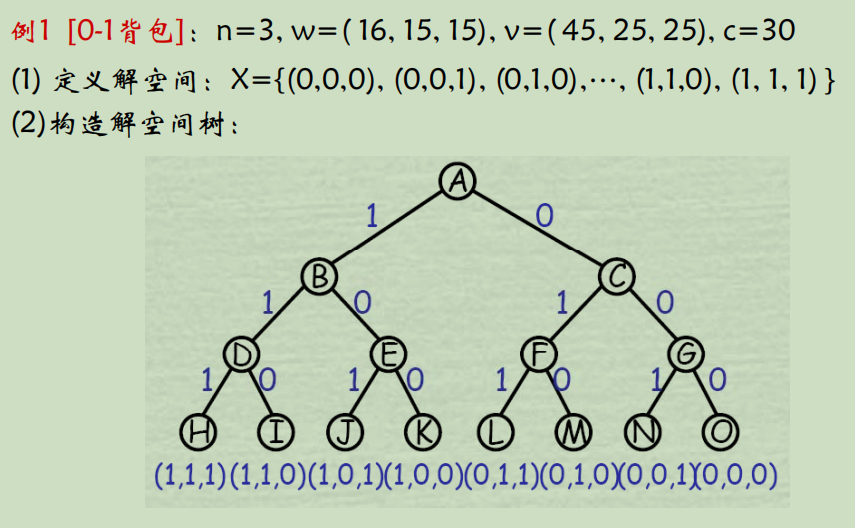 例1 [0-1背包]：n=3, w=(16, 15, 15), v=(45, 25, 25), c=30
(1) 定义解空间：X={(0,0,0), (0,0,1), (0,1,0),⋯, (1,1,0), (1, 1, 1) }
(2)构造解空间树：
A
1 0
B C
1 0 1 0
D E F G
1 0 1 0 1 0 1 0
H I J K L M N O
(1,1,1)(1,1,0)(1,0,1)(1,0,0)(0,1,1)(0,1,0)(0,0,1)(0,0,0)